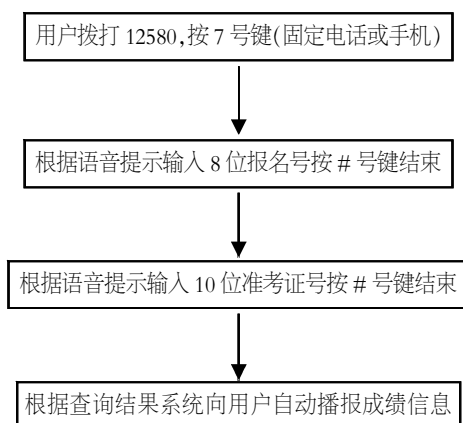 用户拨打 12580,按 7 号键(固定电话或手机)
根据语音提示输入 8 位报名号按 # 号键结束
根据语音提示输入 10 位准考证号按 # 号键结束
根据查询结果系统向用户自动播报成绩信息